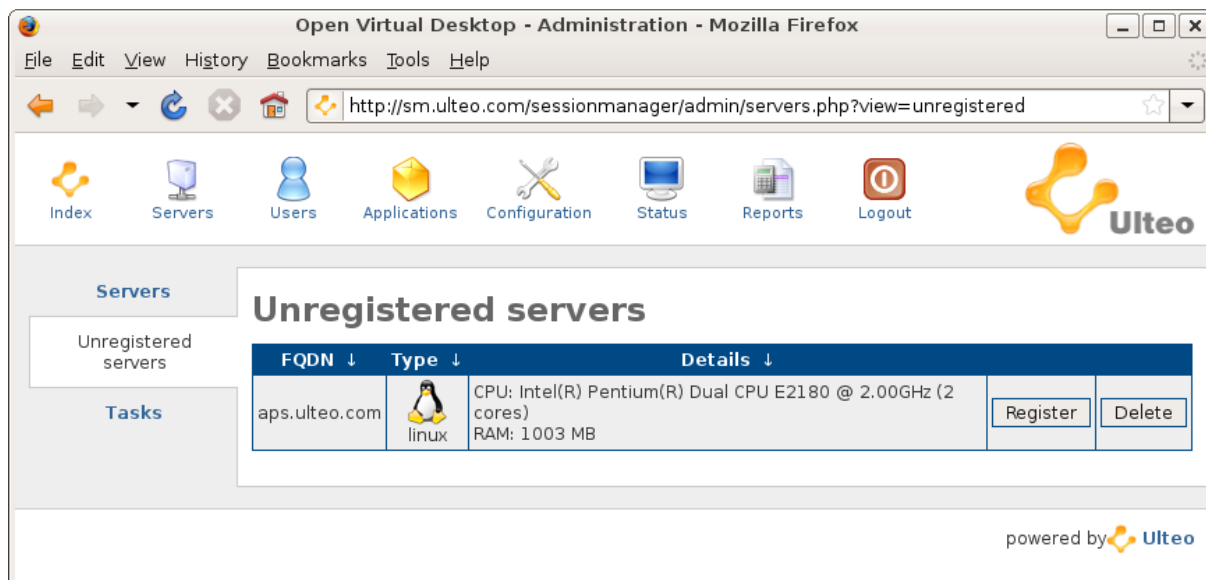 Open Virtual Desktop - Administration - Mozilla Firefox
File Edit View History Bookmarks Tools Help
http://sm.ulteo.com/sessionmanager/admin/servers.php?view=unregistered
Index Servers Users Applications Configuration Status Reports Logout
Ulteo
Servers
Unregistered
servers
Tasks
Unregistered servers
FQDN ↓ Type ↓ Details ↓
aps.ulteo.com
linux
CPU: Intel(R) Pentium(R) Dual CPU E2180 @ 2.00GHz (2
cores)
RAM: 1003 MB
Register Delete
powered by Ulteo